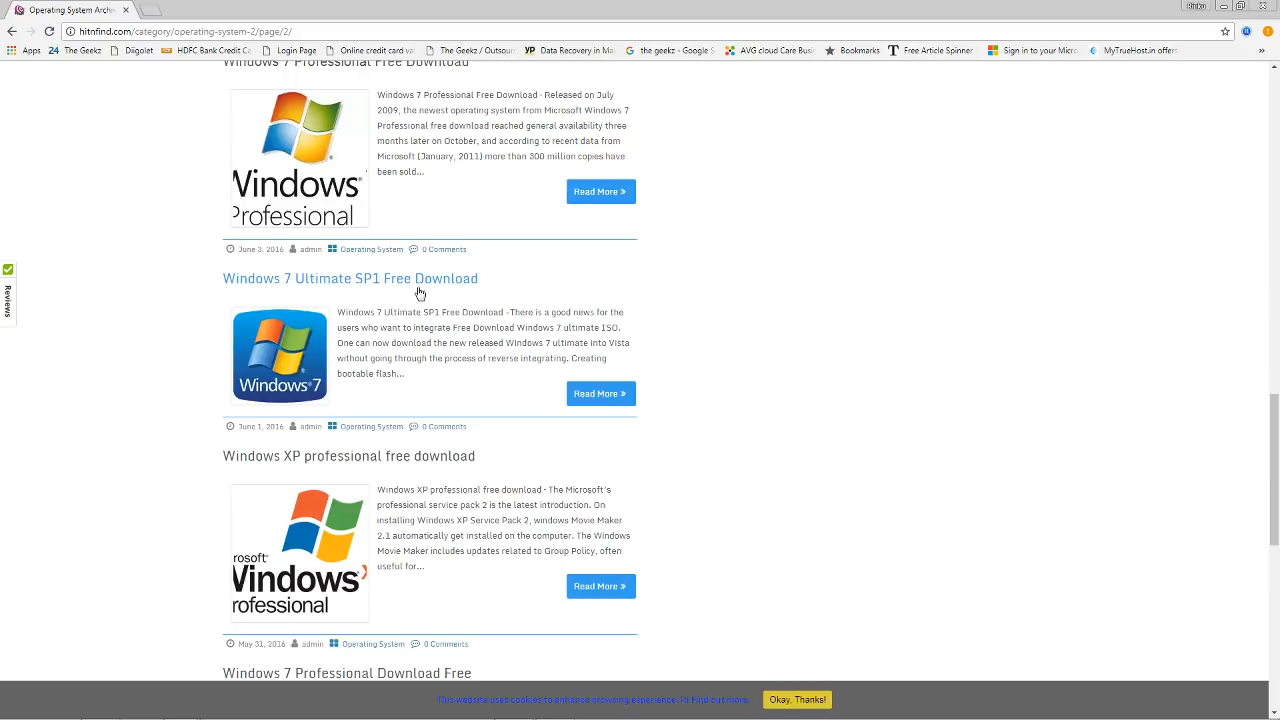 Operating System Arch
hitnfind.com/category/operating-system-2/page/2/
Apps
24
The Geekz
Diigolet
HDFC Bank Credit Ca
Login Page
Online credit card val
The Geekz / Outsour
Data Recovery in Ma
the geekz - Google S
AVG cloud Care Busi
Bookmarks
Free Article Spinner
Sign in to your Micro
MyTrueHost.in offers
Windows 7 Professional Free Download
Windows 7 Professional Free Download - Released on July
2009, the newest operating system from Microsoft Windows 7
Professional free download reached general availability three
months later on October, and according to recent data from
Microsoft (January, 2011) more than 300 million copies have
been sold...
Windows
Professional
Read More »
June 3, 2016 admin Operating System 0 Comments
Reviews
Windows 7 Ultimate SP1 Free Download
Windows 7 Ultimate SP1 Free Download -There is a good news for the
users who want to integrate Free Download Windows 7 ultimate ISO.
One can now download the new released Windows 7 ultimate into Vista
without going through the process of reverse integrating. Creating
bootable flash...
Windows 7
Read More »
June 1, 2016 admin Operating System 0 Comments
Windows XP professional free download
Windows XP professional free download - The Microsoft's
professional service pack 2 is the latest introduction. On
installing Windows XP Service Pack 2, windows Movie Maker
2.1 automatically get installed on the computer. The Windows
Movie Maker includes updates related to Group Policy, often
useful for...
rosoft
Windows X
rofessional
Read More »
May 31, 2016 admin Operating System 0 Comments
Windows 7 Professional Download Free
This website uses cookies to enhance browsing experience.To Find out more.
Okay, Thanks!